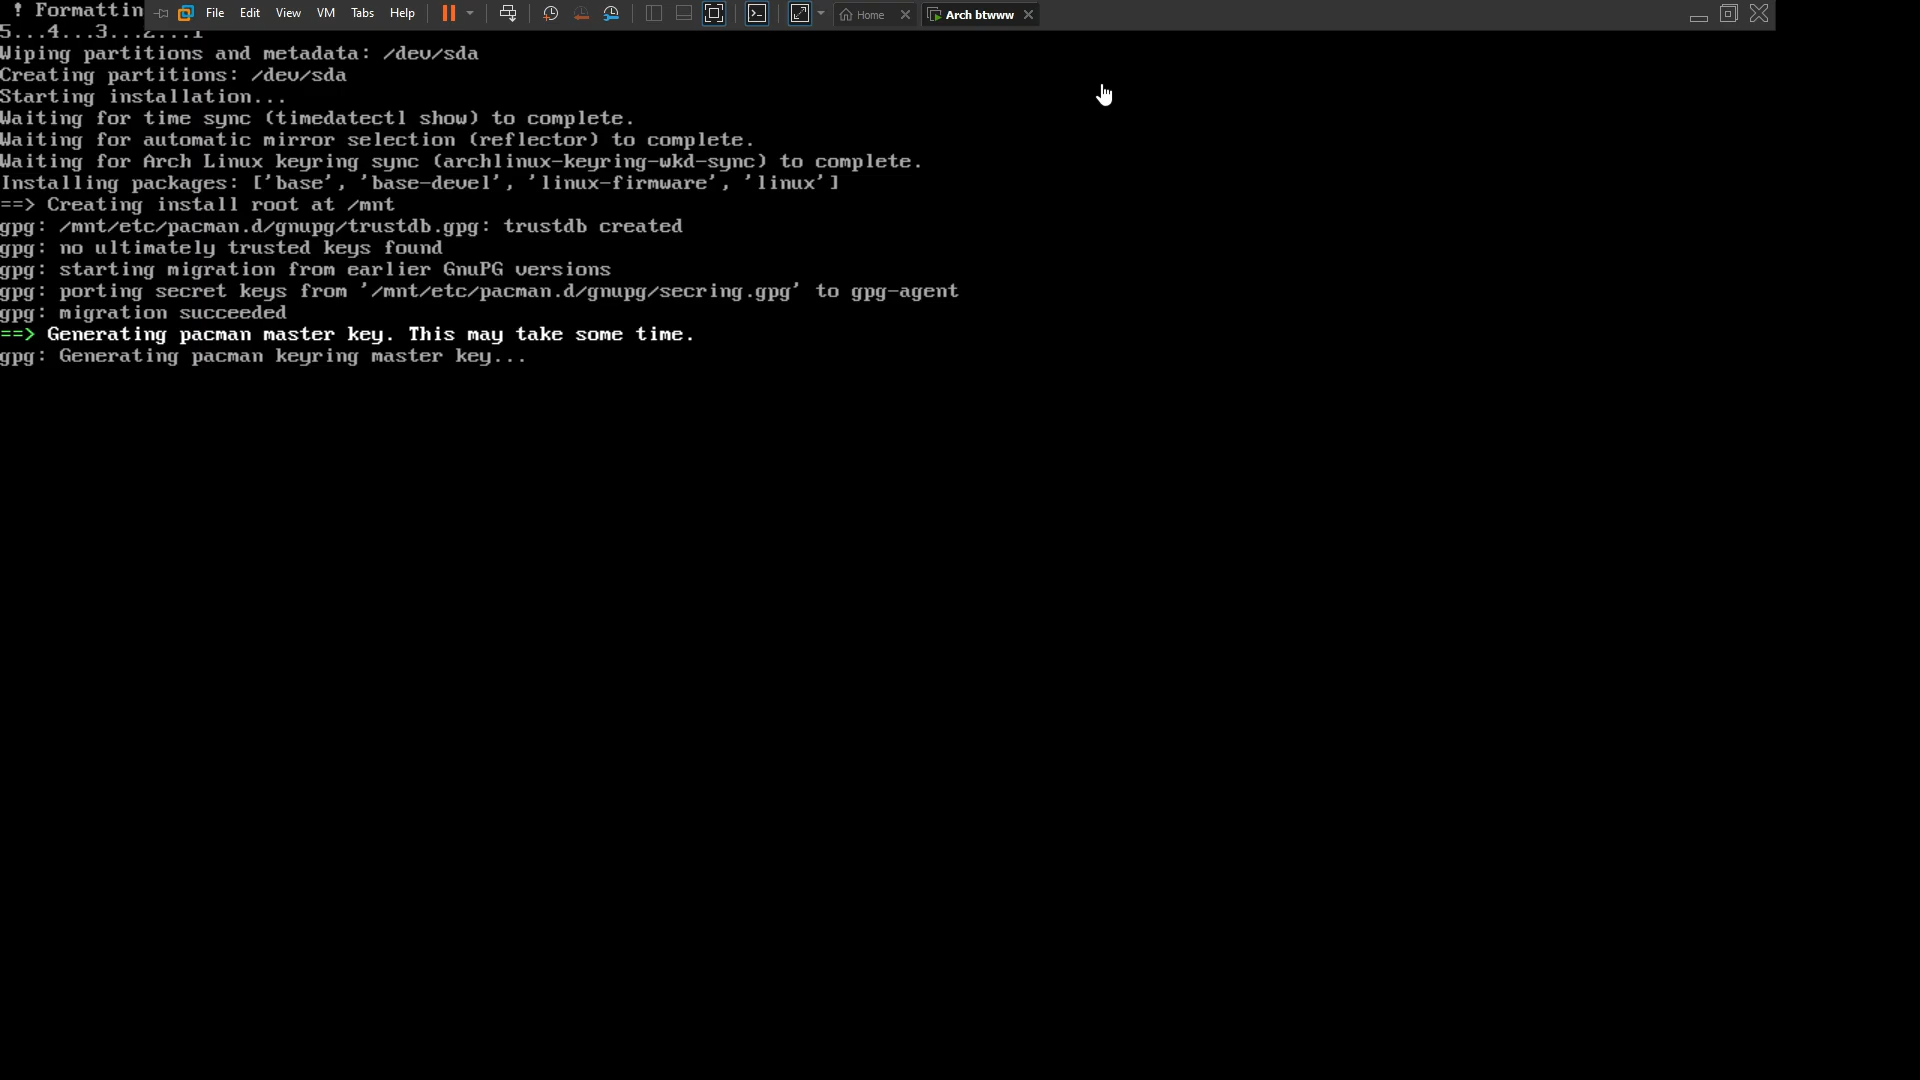 ! Formattin
File Edit View VM Tabs Help Home Arch btwww
5...4...3...2...1
Wiping partitions and metadata: /dev/sda
Creating partitions: /dev/sda
Starting installation...
Waiting for time sync (timedatectl show) to complete.
Waiting for automatic mirror selection (reflector) to complete.
Waiting for Arch Linux keyring sync (archlinux-keyring-wkd-sync) to complete.
Installing packages: ['base', 'base-devel', 'linux-firmware', 'linux']
==> Creating install root at /mnt
gpg: /mnt/etc/pacman.d/gnupg/trustdb.gpg: trustdb created
gpg: no ultimately trusted keys found
gpg: starting migration from earlier GnuPG versions
gpg: porting secret keys from '/mnt/etc/pacman.d/gnupg/secring.gpg' to gpg-agent
gpg: migration succeeded
==> Generating pacman master key. This may take some time.
gpg: Generating pacman keyring master key...